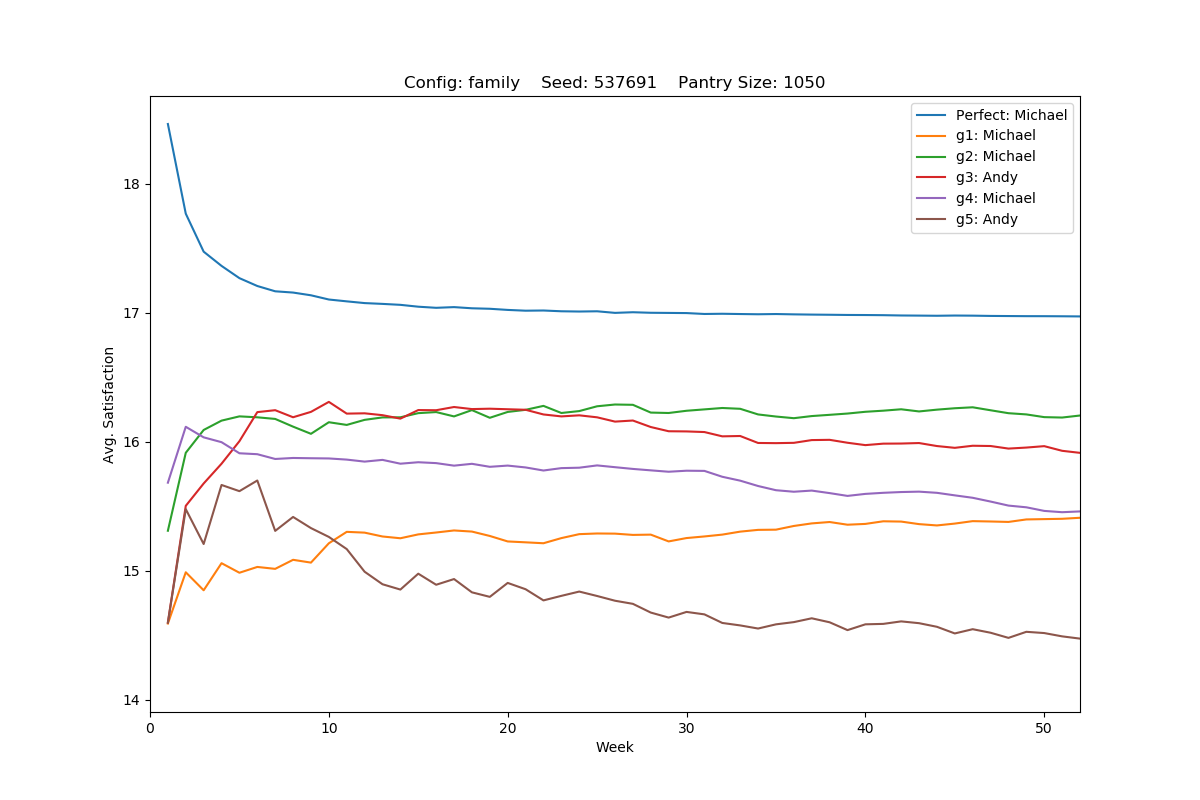 Config: family    Seed: 537691    Pantry Size: 1050
Perfect: Michael
g1: Michael
g2: Michael
g3: Andy
g4: Michael
g5: Andy
18
17
16
15
14
Avg. Satisfaction
0 10 20 30 40 50
Week